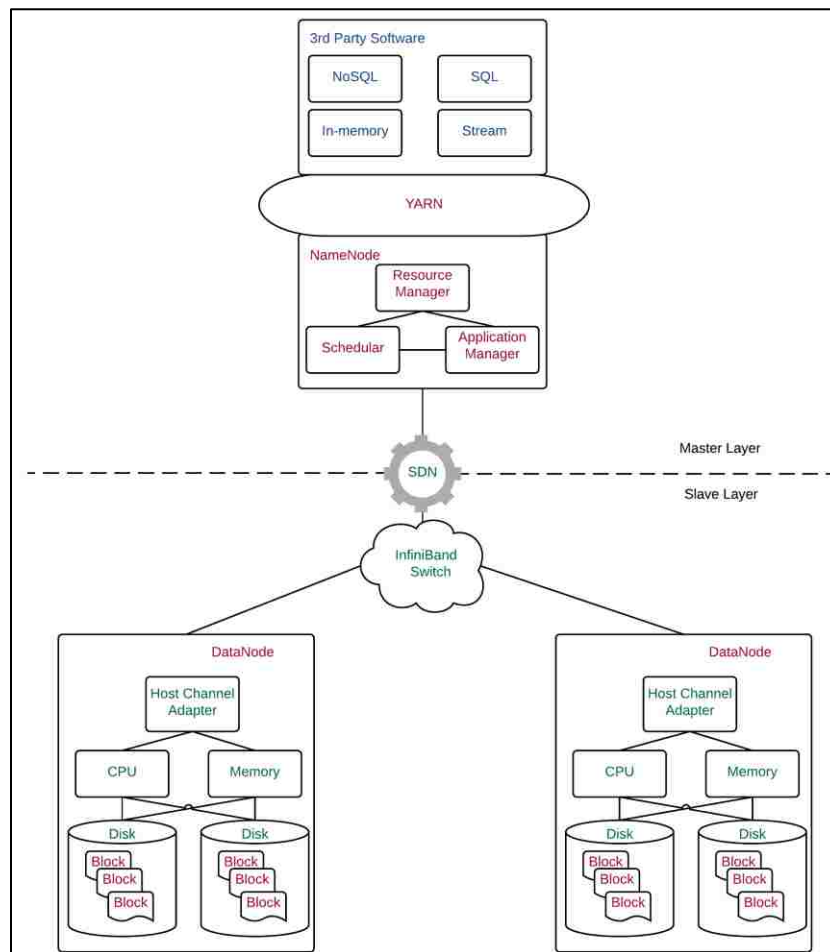 3rd Party Software
NoSQL
SQL
In-memory
Stream
YARN
NameNode
Resource
Manager
Schedular
Application
Manager
Master Layer
SDN
Slave Layer
InfiniBand
Switch
DataNode
Host Channel
Adapter
CPU
Memory
Disk
Disk
Block
Block
Block
Block
Block
Block
DataNode
Host Channel
Adapter
CPU
Memory
Disk
Disk
Block
Block
Block
Block
Block
Block